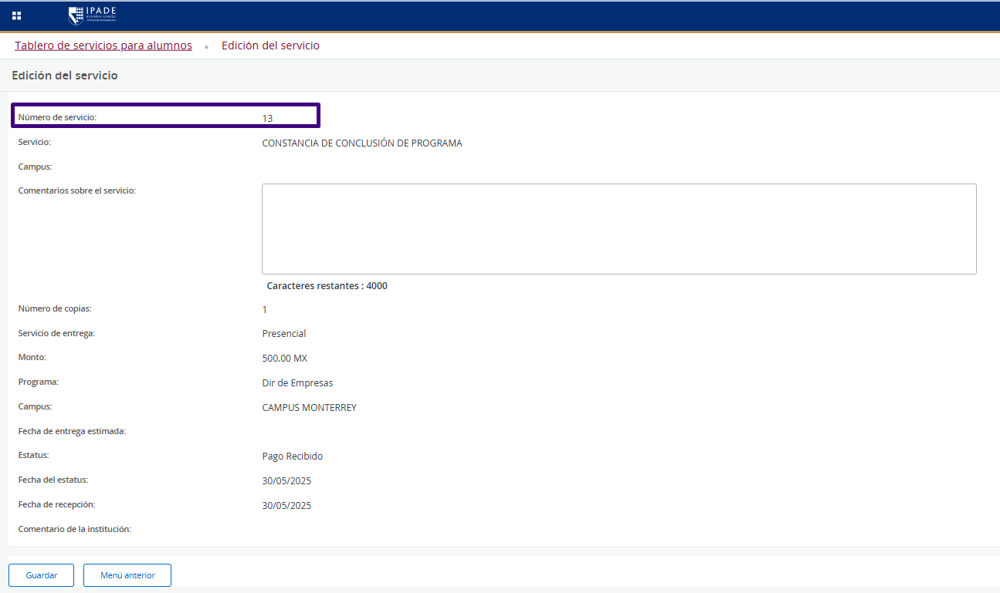 IPADE
BUSINESS SCHOOL
Tablero de servicios para alumnos
Edición del servicio
Edición del servicio
Número de servicio: 13
Servicio: CONSTANCIA DE CONCLUSIÓN DE PROGRAMA
Campus:
Comentarios sobre el servicio:
Caracteres restantes : 4000
Número de copias: 1
Servicio de entrega: Presencial
Monto: 500.00 MX
Programa: Dir de Empresas
Campus: CAMPUS MONTERREY
Fecha de entrega estimada:
Estatus: Pago Recibido
Fecha del estatus: 30/05/2025
Fecha de recepción: 30/05/2025
Comentario de la institución:
Guardar Menú anterior